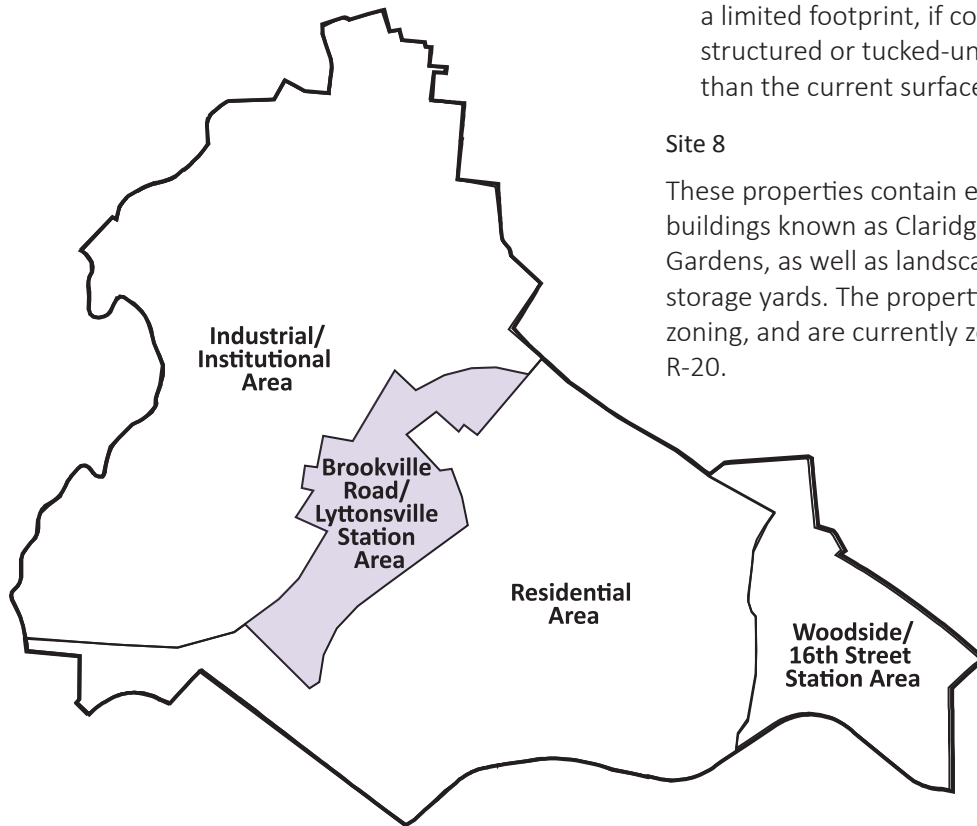 a limited footprint, if co
structured or tucked-un
than the current surface
Site 8
These properties contain e
buildings known as Claridg
Gardens, as well as landsca
storage yards. The properti
zoning, and are currently z
R-20.
Industrial/
Institutional
Area
Brookville
Road/
Lyttonsville
Station
Area
Residential
Area
Woodside/
16th Street
Station Area